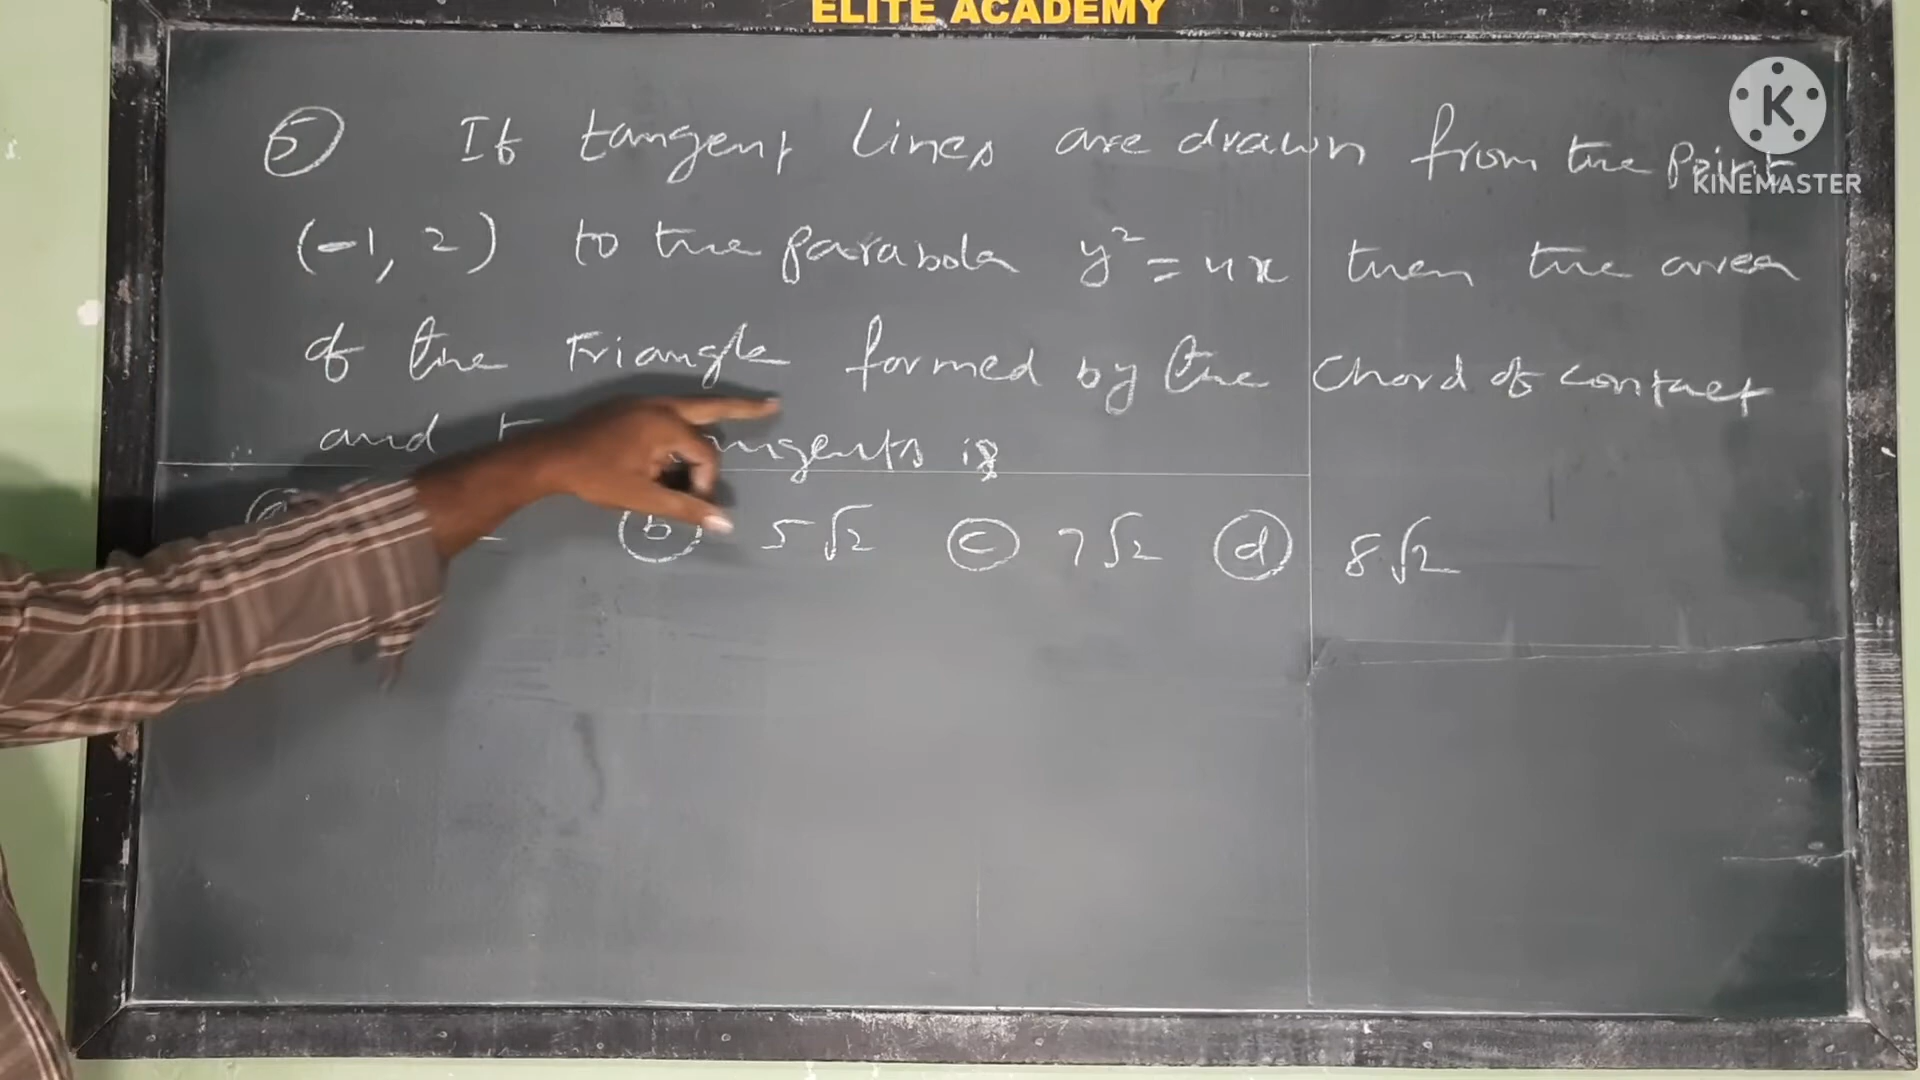 ELITE ACADEMY
K
KINEMASTER
5 If tangent lines are drawn from the point
(-1, 2) to the parabola y² = 4x then the area
of the Triangle formed by the chord of contact
and is
b 5√2 c 7√2 d 8√2